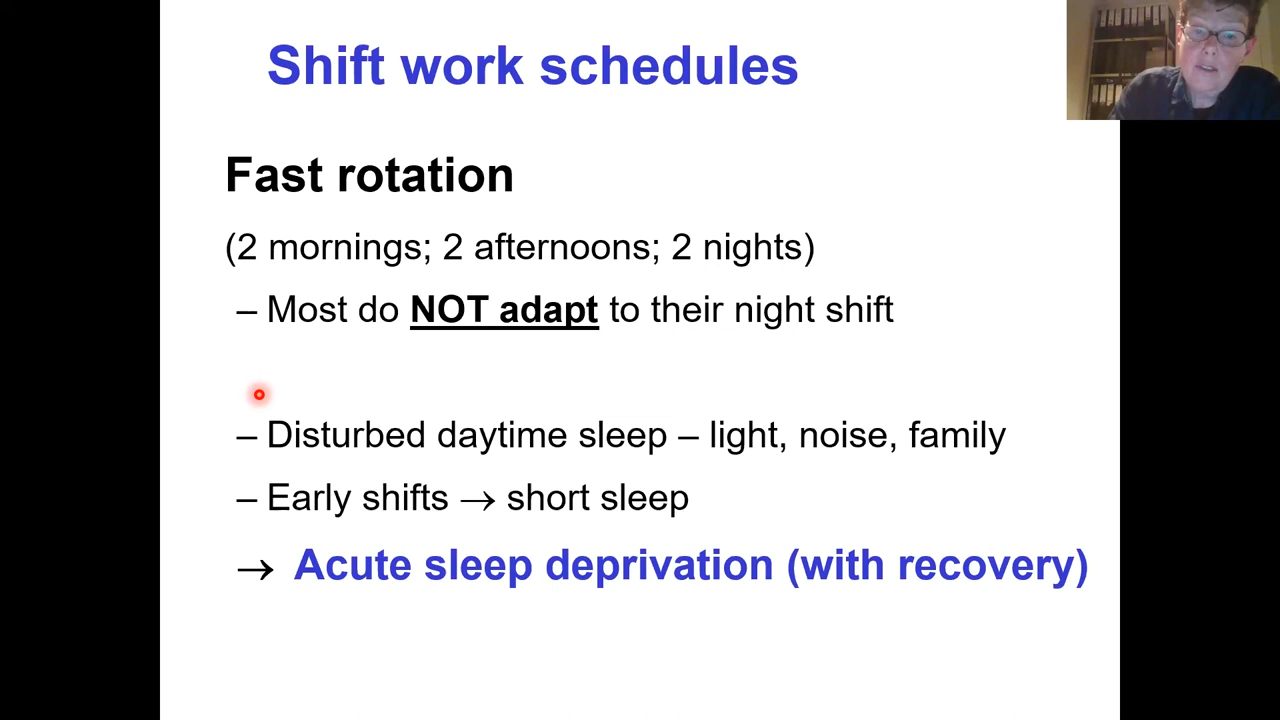 Shift work schedules
Fast rotation
(2 mornings; 2 afternoons; 2 nights)
– Most do NOT adapt to their night shift
– Disturbed daytime sleep – light, noise, family
– Early shifts → short sleep
→ Acute sleep deprivation (with recovery)